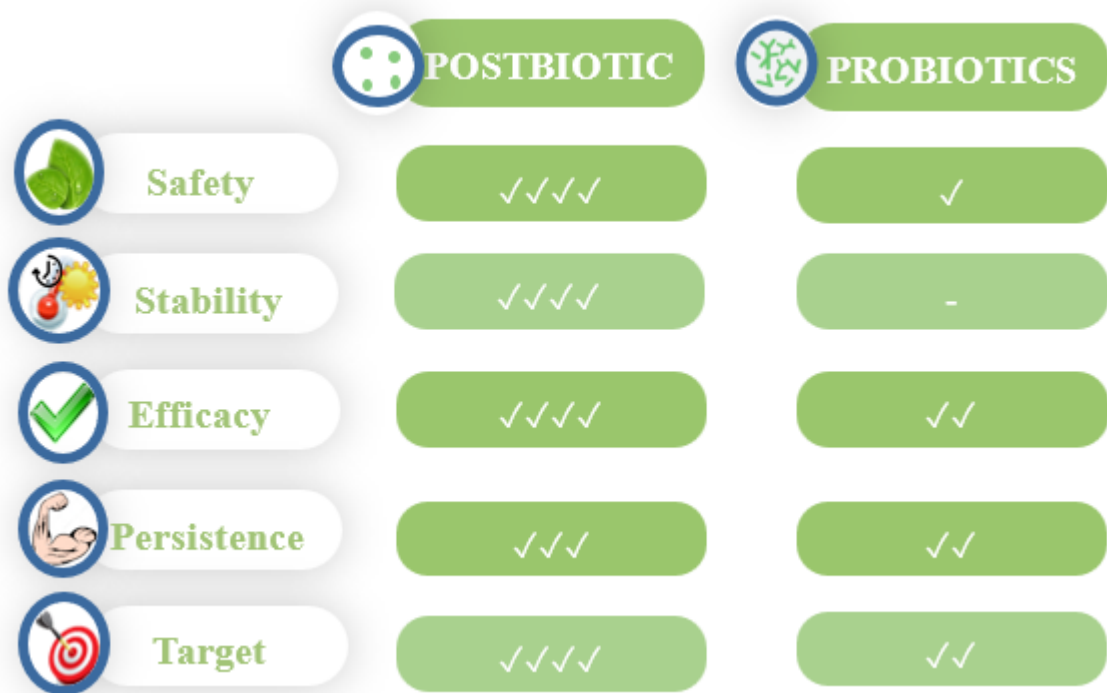 POSTBIOTIC PROBIOTICS
Safety ✓✓✓✓ ✓
Stability ✓✓✓✓ -
Efficacy ✓✓✓✓ ✓✓
Persistence ✓✓✓ ✓✓
Target ✓✓✓✓ ✓✓